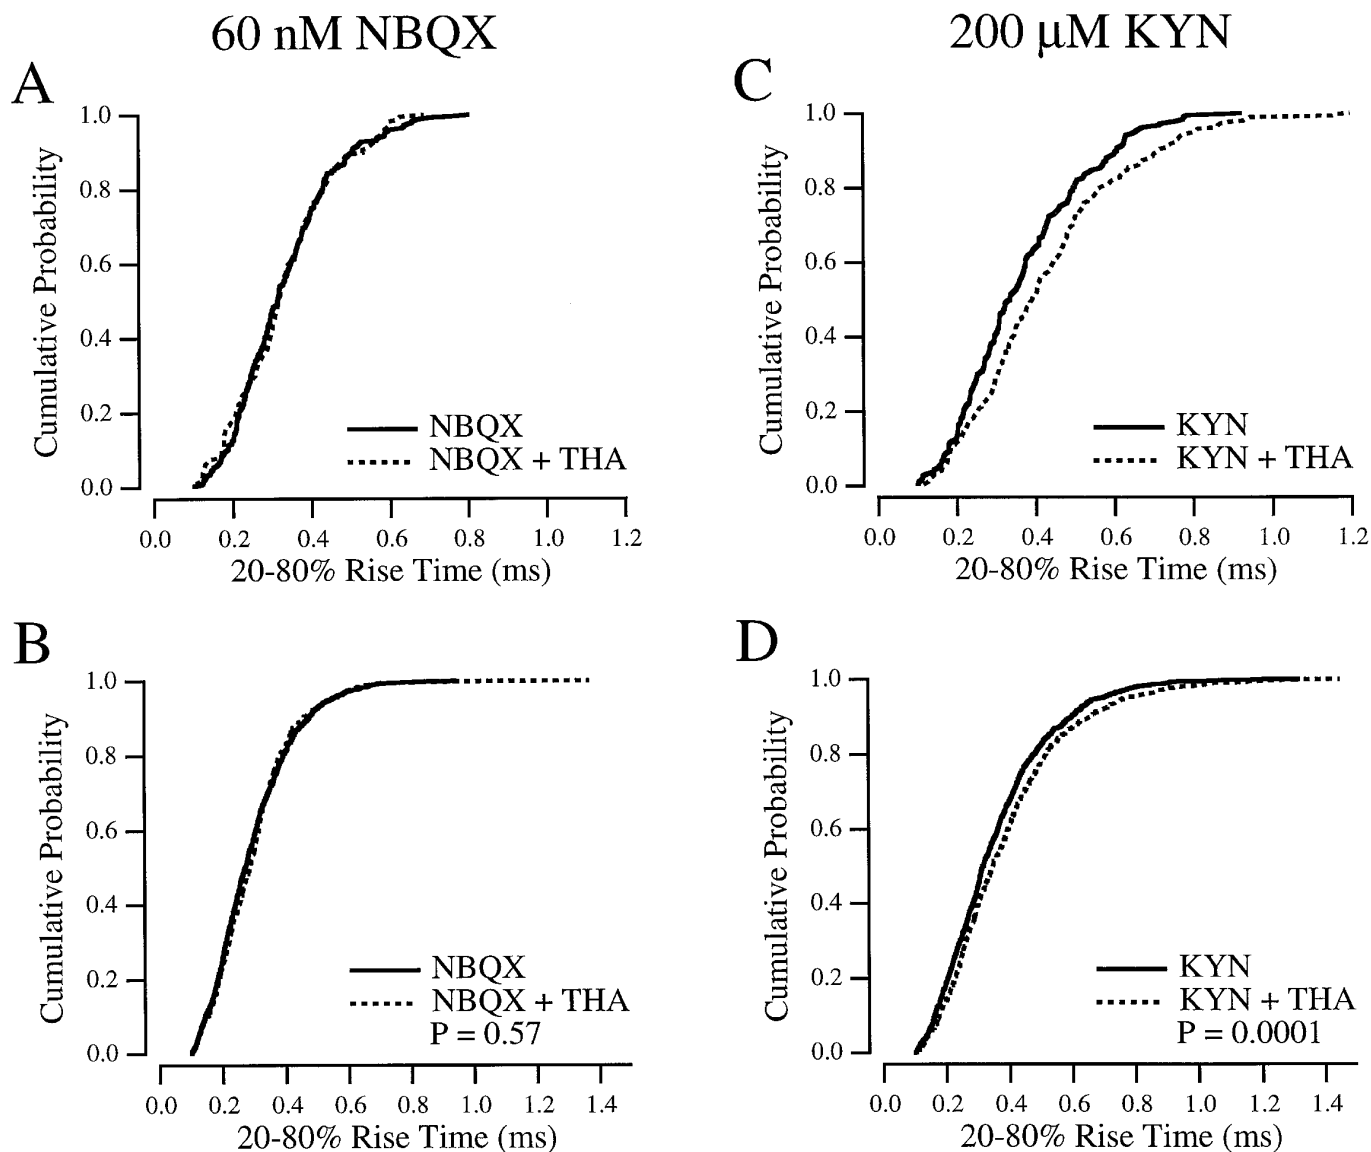 60 nM NBQX
200 µM KYN
A
1.0
0.8
0.6
0.4
0.2
0.0
Cumulative Probability
NBQX
NBQX + THA
0.0 0.2 0.4 0.6 0.8 1.0 1.2
20-80% Rise Time (ms)
C
1.0
0.8
0.6
0.4
0.2
0.0
Cumulative Probability
KYN
KYN + THA
0.0 0.2 0.4 0.6 0.8 1.0 1.2
20-80% Rise Time (ms)
B
1.0
0.8
0.6
0.4
0.2
0.0
Cumulative Probability
NBQX
NBQX + THA
P = 0.57
0.0 0.2 0.4 0.6 0.8 1.0 1.2 1.4
20-80% Rise Time (ms)
D
1.0
0.8
0.6
0.4
0.2
0.0
Cumulative Probability
KYN
KYN + THA
P = 0.0001
0.0 0.2 0.4 0.6 0.8 1.0 1.2 1.4
20-80% Rise Time (ms)